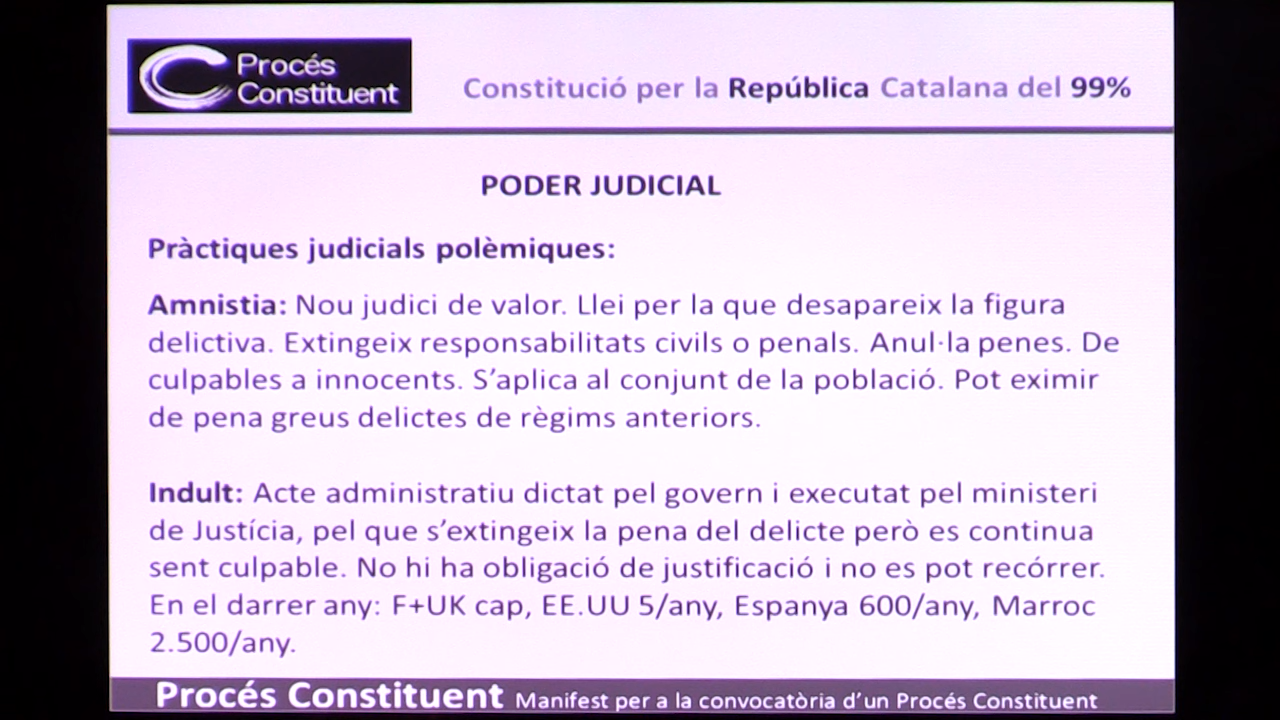 Procés
Constituent
Constitució per la República Catalana del 99%
PODER JUDICIAL
Pràctiques judicials polèmiques:
Amnistia: Nou judici de valor. Llei per la que desapareix la figura
delictiva. Extingeix responsabilitats civils o penals. Anul·la penes. De
culpables a innocents. S’aplica al conjunt de la població. Pot eximir
de pena greus delictes de règims anteriors.
Indult: Acte administratiu dictat pel govern i executat pel ministeri
de Justícia, pel que s’extingeix la pena del delicte però es continua
sent culpable. No hi ha obligació de justificació i no es pot recórrer.
En el darrer any: F+UK cap, EE.UU 5/any, Espanya 600/any, Marroc
2.500/any.
Procés Constituent Manifest per a la convocatòria d’un Procés Constituent